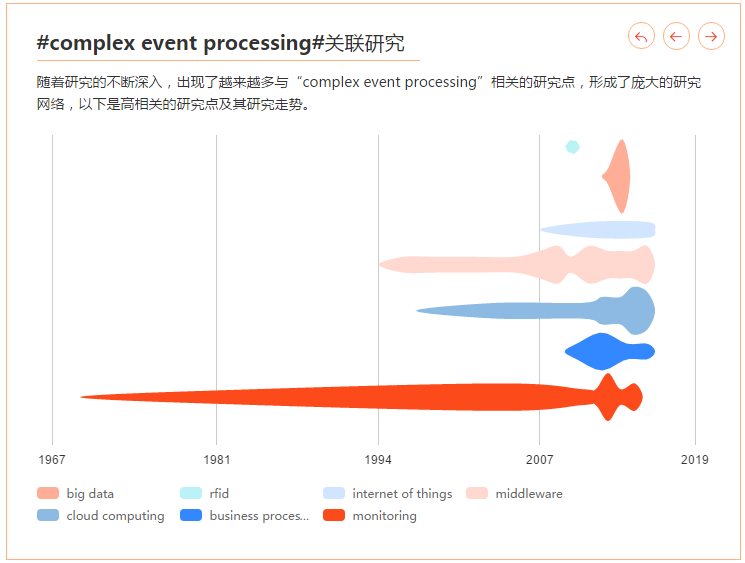 #complex event processing#关联研究
随着研究的不断深入，出现了越来越多与“complex event processing”相关的研究点，形成了庞大的研究
网络，以下是高相关的研究点及其研究走势。
1967 1981 1994 2007 2019
big data rfid internet of things middleware
cloud computing business proces... monitoring